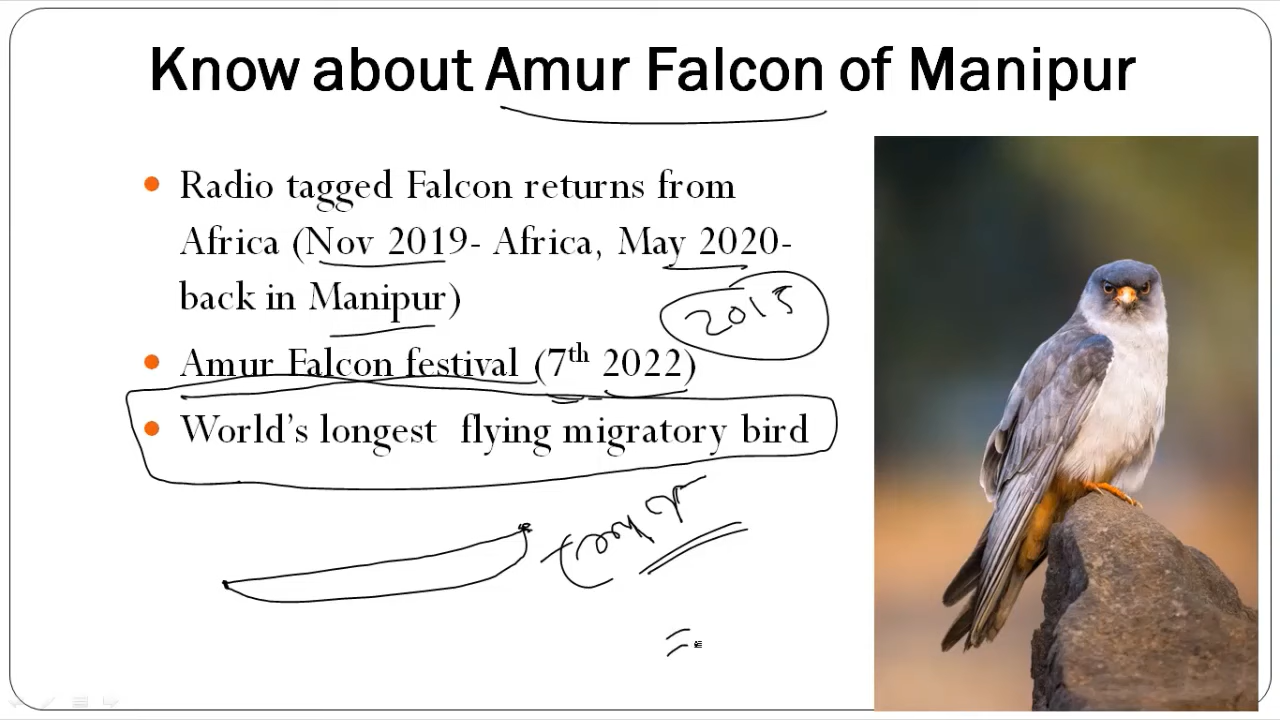 Know about Amur Falcon of Manipur
• Radio tagged Falcon returns from
Africa (Nov 2019- Africa, May 2020-
back in Manipur)
2015
• Amur Falcon festival (7th 2022)
• World's longest flying migratory bird